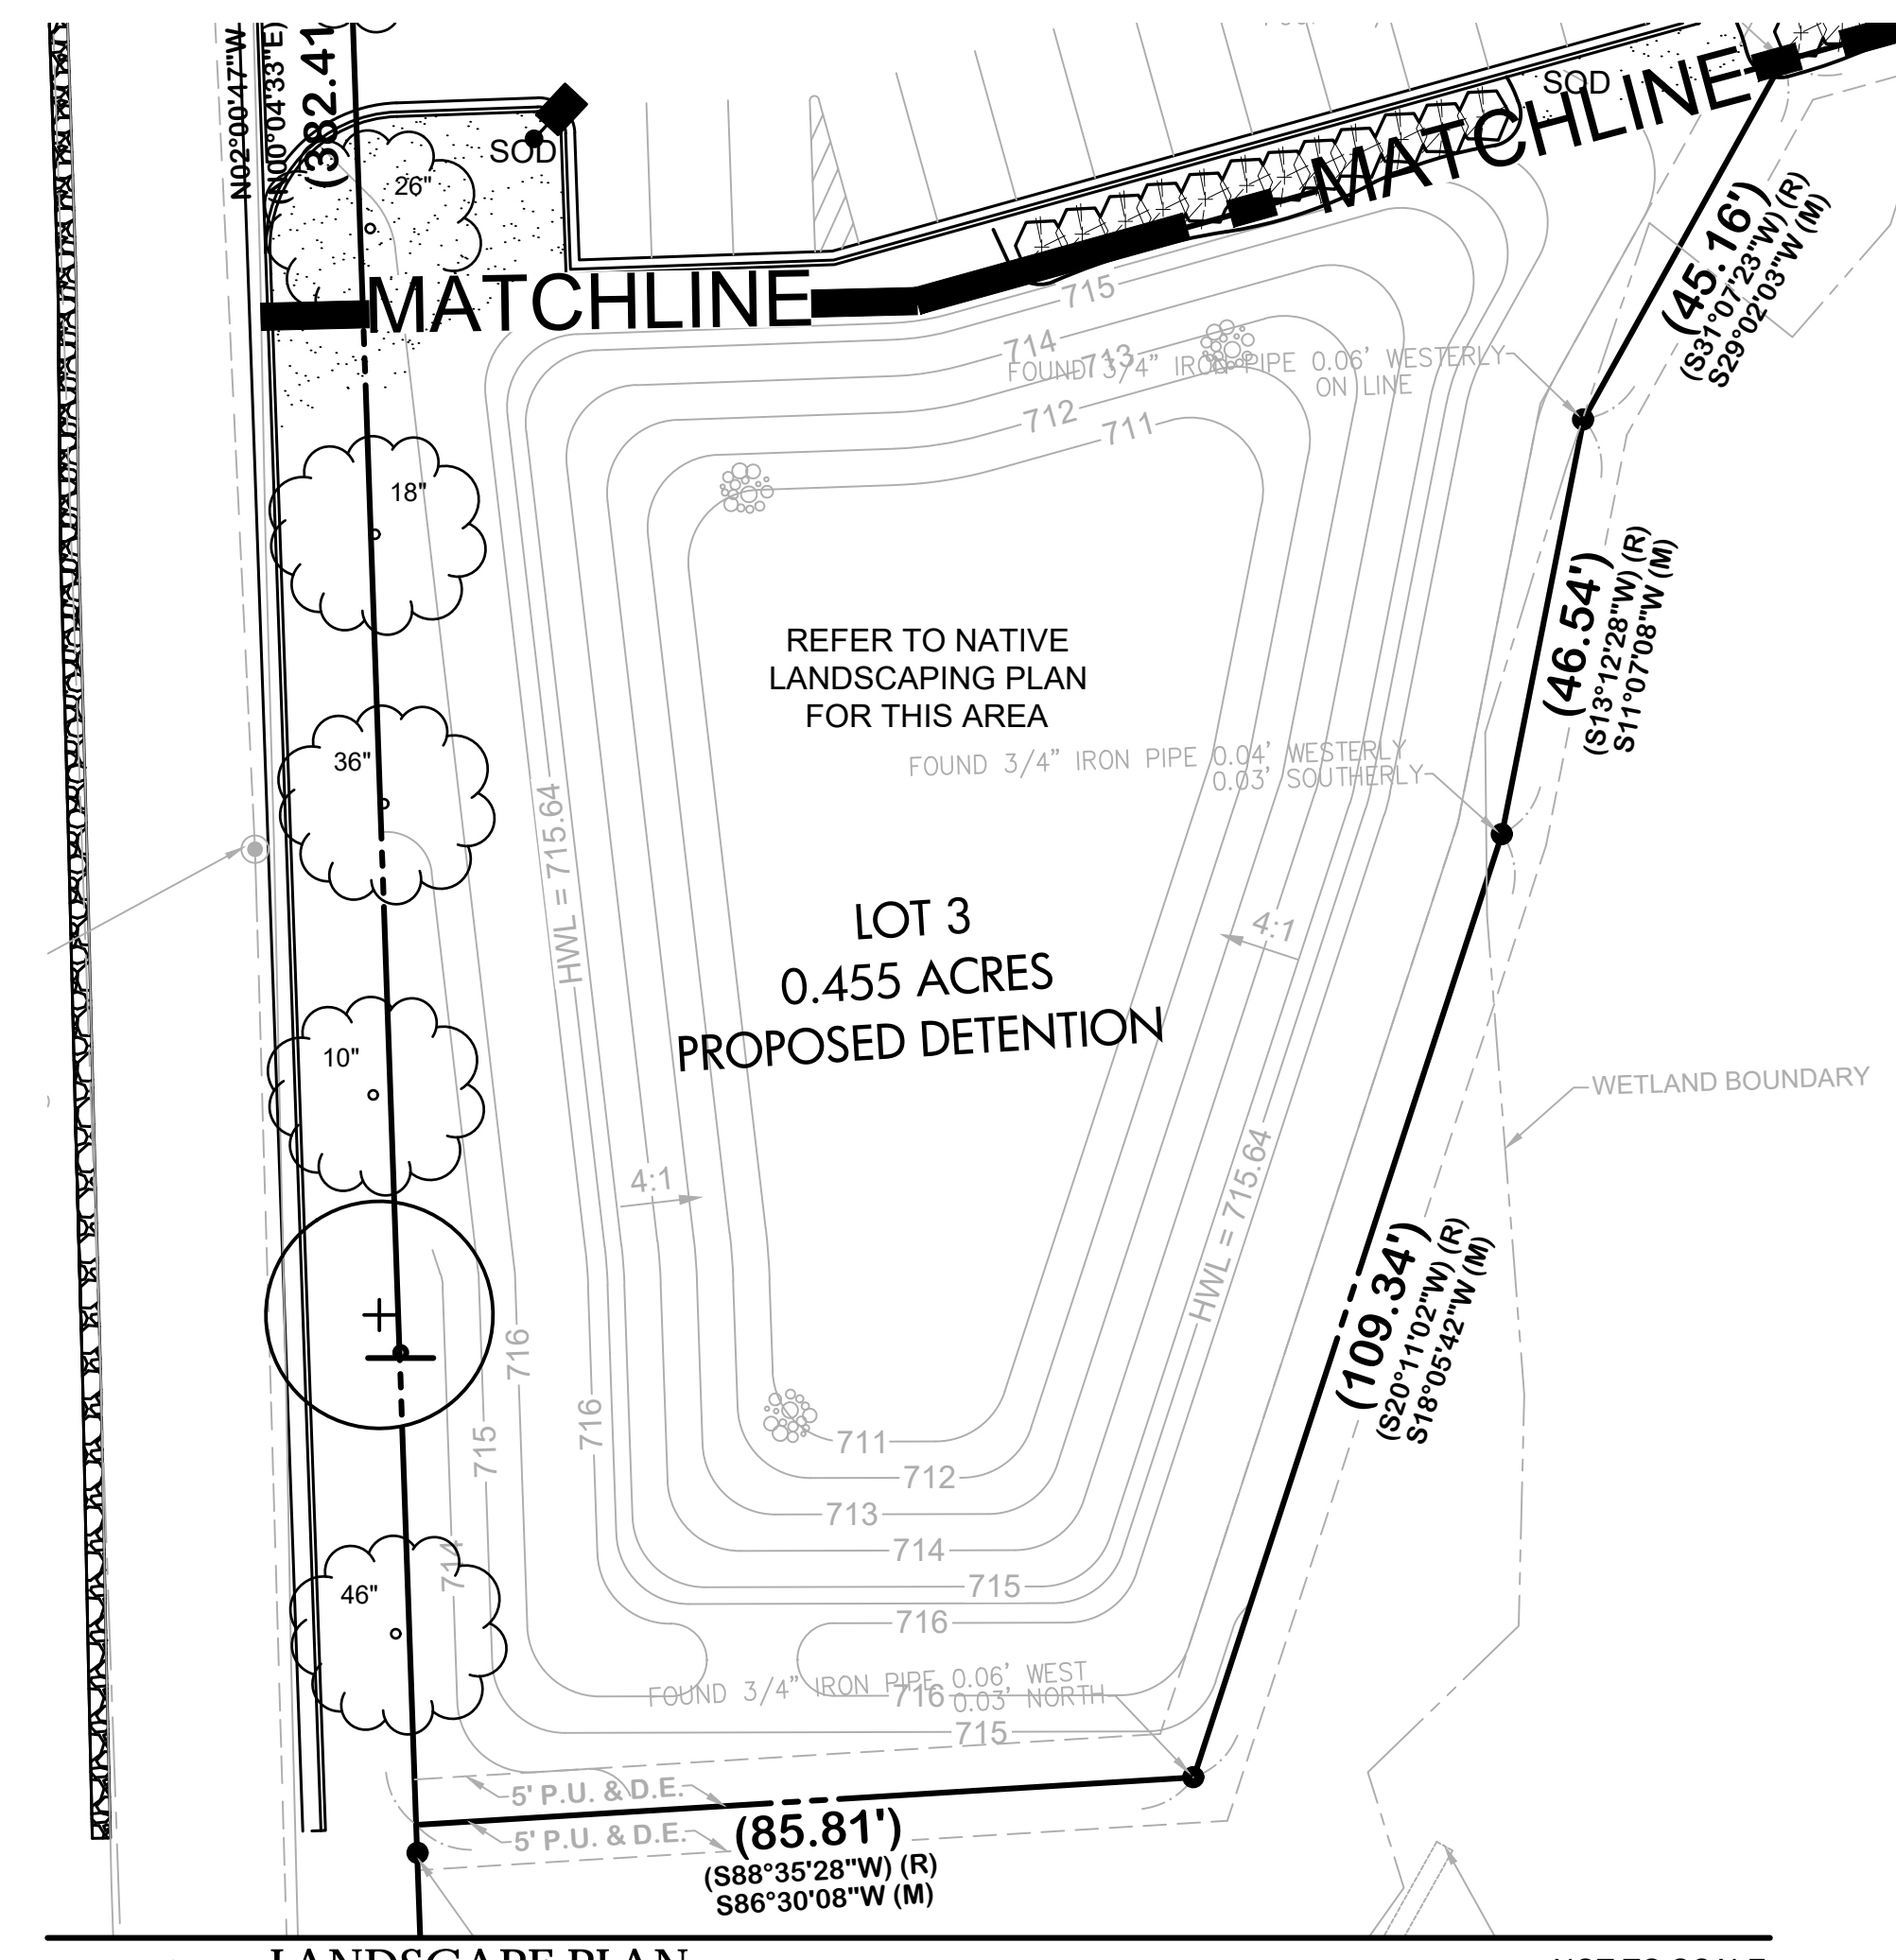 N02°00'47"W
(N00°04'33"E)
(382.41
SOD
SOD
26"
MATCHLINE
MATCHLINE
715
714
713
712
711
FOUND 3/4" IRON PIPE 0.06' WESTERLY
ON LINE
(45.16')
(S31°07'23"W) (R)
S29°02'03"W (M)
18"
REFER TO NATIVE
LANDSCAPING PLAN
FOR THIS AREA
(46.54')
(S13°12'28"W) (R)
S11°07'08"W (M)
36"
FOUND 3/4" IRON PIPE 0.04' WESTERLY
0.03' SOUTHERLY
HWL = 715.64
LOT 3
0.455 ACRES
PROPOSED DETENTION
4:1
10"
WETLAND BOUNDARY
4:1
HWL = 715.64
(109.34')
(S20°11'02"W) (R)
S18°05'42"W (M)
716
716
715
714
711
712
713
714
715
716
46"
FOUND 3/4" IRON PIPE 0.06' WEST
0.03' NORTH
716
715
5' P.U. & D.E.
5' P.U. & D.E.
(85.81')
(S88°35'28"W) (R)
S86°30'08"W (M)
LANDSCAPE PLAN
NOT TO SCALE